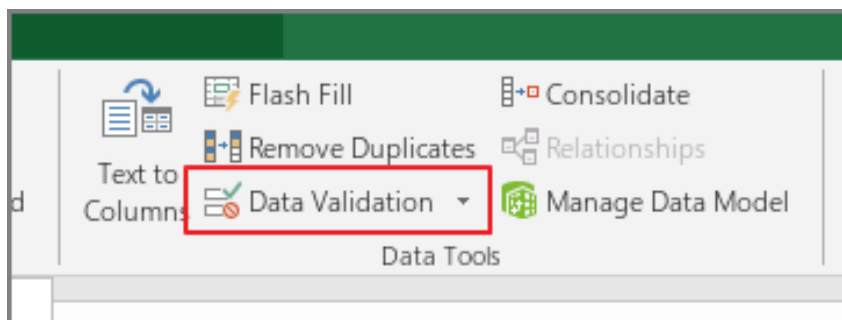 Flash Fill
Consolidate
Remove Duplicates
Relationships
Text to
Columns
Data Validation
Manage Data Model
Data Tools
d